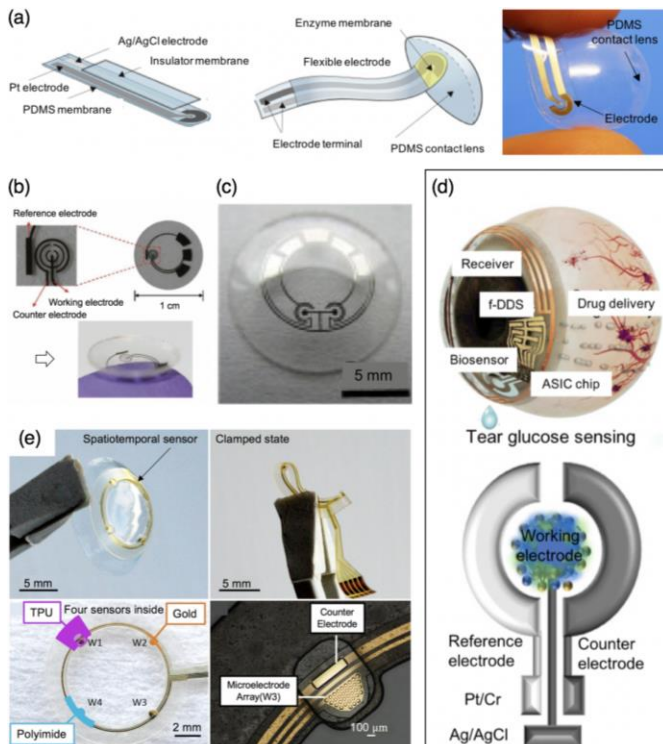 (a)
Ag/AgCl electrode
Insulator membrane
Pt electrode
PDMS membrane
Enzyme membrane
Flexible electrode
Electrode terminal
PDMS contact lens
PDMS
contact lens
Electrode
(b)
Reference electrode
Working electrode
Counter electrode
1 cm
(c)
5 mm
(d)
Receiver
f-DDS
Drug delivery
Biosensor
ASIC chip
Tear glucose sensing
Working
electrode
Reference
electrode
Counter
electrode
Pt/Cr
Ag/AgCl
(e)
Spatiotemporal sensor
5 mm
Clamped state
5 mm
TPU
Four sensors inside
Gold
W1
W2
W4
W3
Polyimide
2 mm
Counter
Electrode
Microelectrode
Array(W3)
100 µm